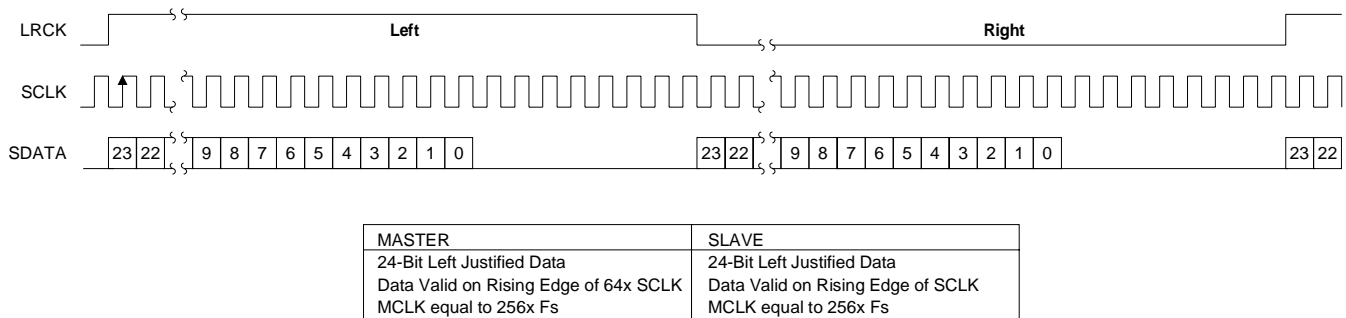 LRCK Left Right
SCLK
SDATA 23 22 9 8 7 6 5 4 3 2 1 0 23 22 9 8 7 6 5 4 3 2 1 0 23 22
MASTER SLAVE
24-Bit Left Justified Data 24-Bit Left Justified Data
Data Valid on Rising Edge of 64x SCLK Data Valid on Rising Edge of SCLK
MCLK equal to 256x Fs MCLK equal to 256x Fs